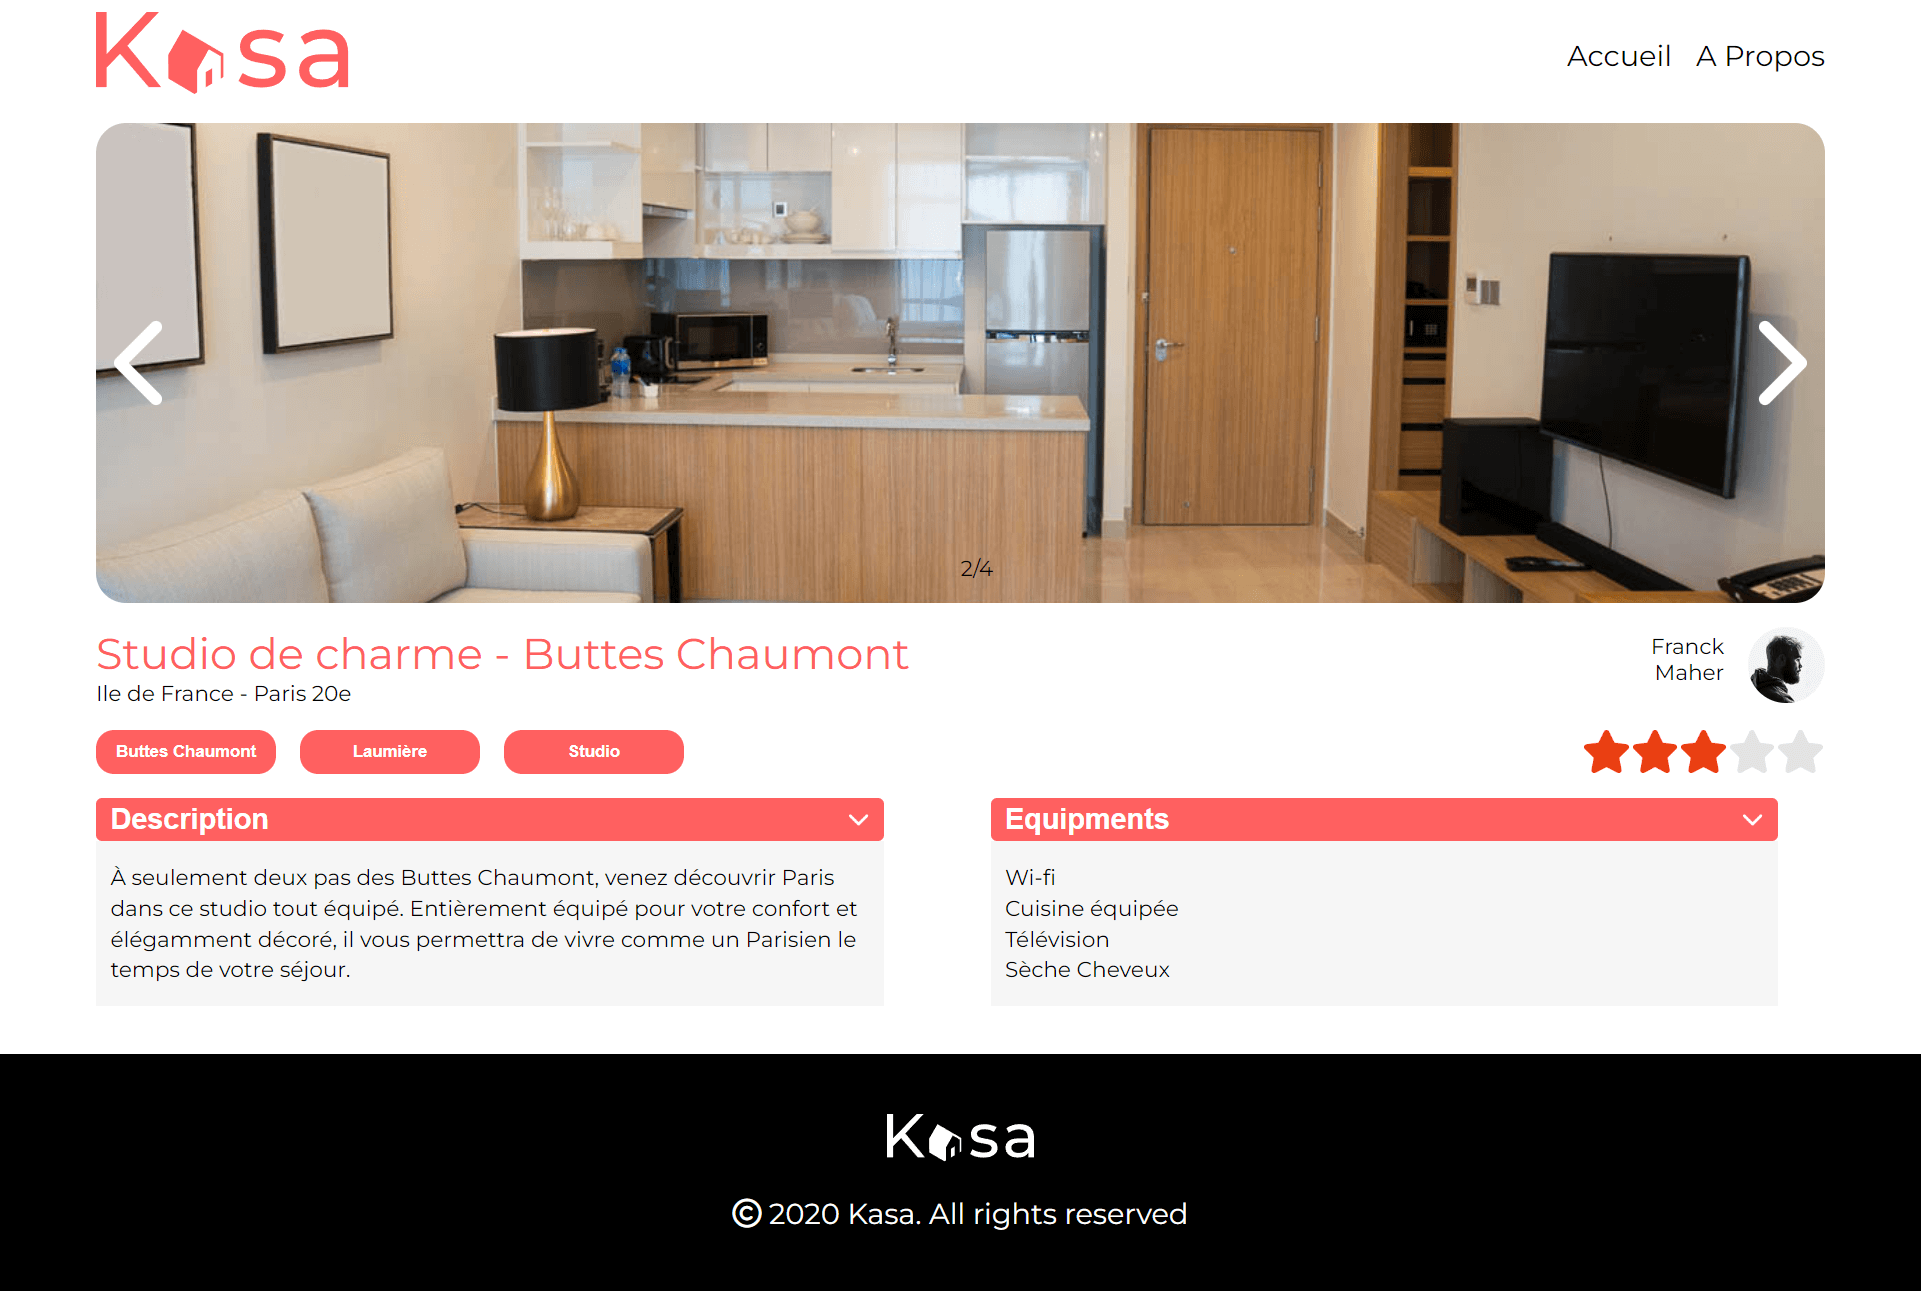 Kasa
Accueil A Propos
2/4
Studio de charme - Buttes Chaumont
Ile de France - Paris 20e
Franck
Maher
Buttes Chaumont
Laumière
Studio
Description
À seulement deux pas des Buttes Chaumont, venez découvrir Paris
dans ce studio tout équipé. Entièrement équipé pour votre confort et
élégamment décoré, il vous permettra de vivre comme un Parisien le
temps de votre séjour.
Equipments
Wi-fi
Cuisine équipée
Télévision
Sèche Cheveux
Kasa
© 2020 Kasa. All rights reserved